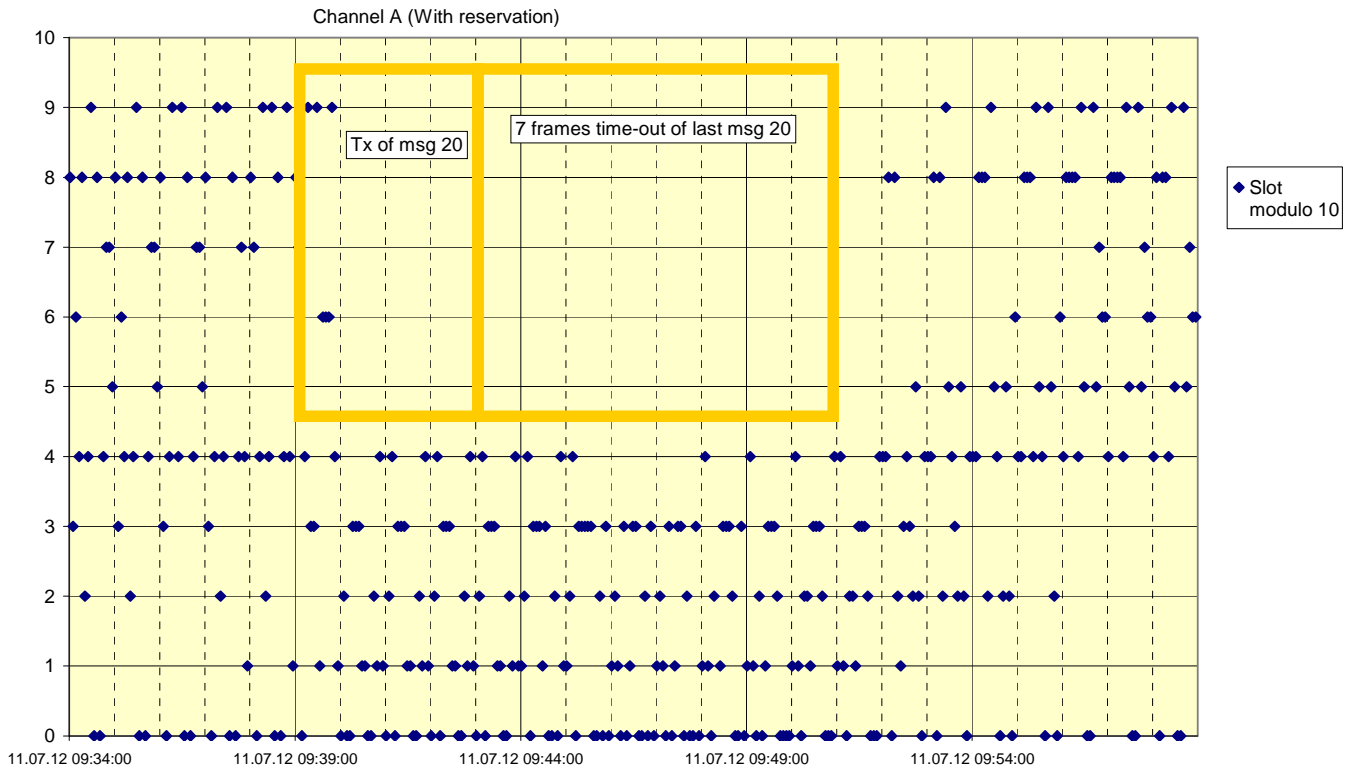 Channel A (With reservation)
10
9
8
7
6
5
4
3
2
1
0
Tx of msg 20
7 frames time-out of last msg 20
Slot
modulo 10
11.07.12 09:34:00 11.07.12 09:39:00 11.07.12 09:44:00 11.07.12 09:49:00 11.07.12 09:54:00